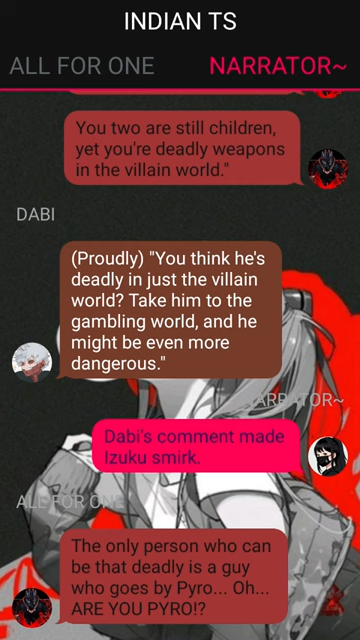 INDIAN TS
ALL FOR ONE
NARRATOR~
You two are still children,
yet you're deadly weapons
in the villain world."
DABI
(Proudly) "You think he's
deadly in just the villain
world? Take him to the
gambling world, and he
might be even more
dangerous."
NARRATOR~
Dabi's comment made
Izuku smirk.
ALL FOR ONE
The only person who can
be that deadly is a guy
who goes by Pyro... Oh...
ARE YOU PYRO!?